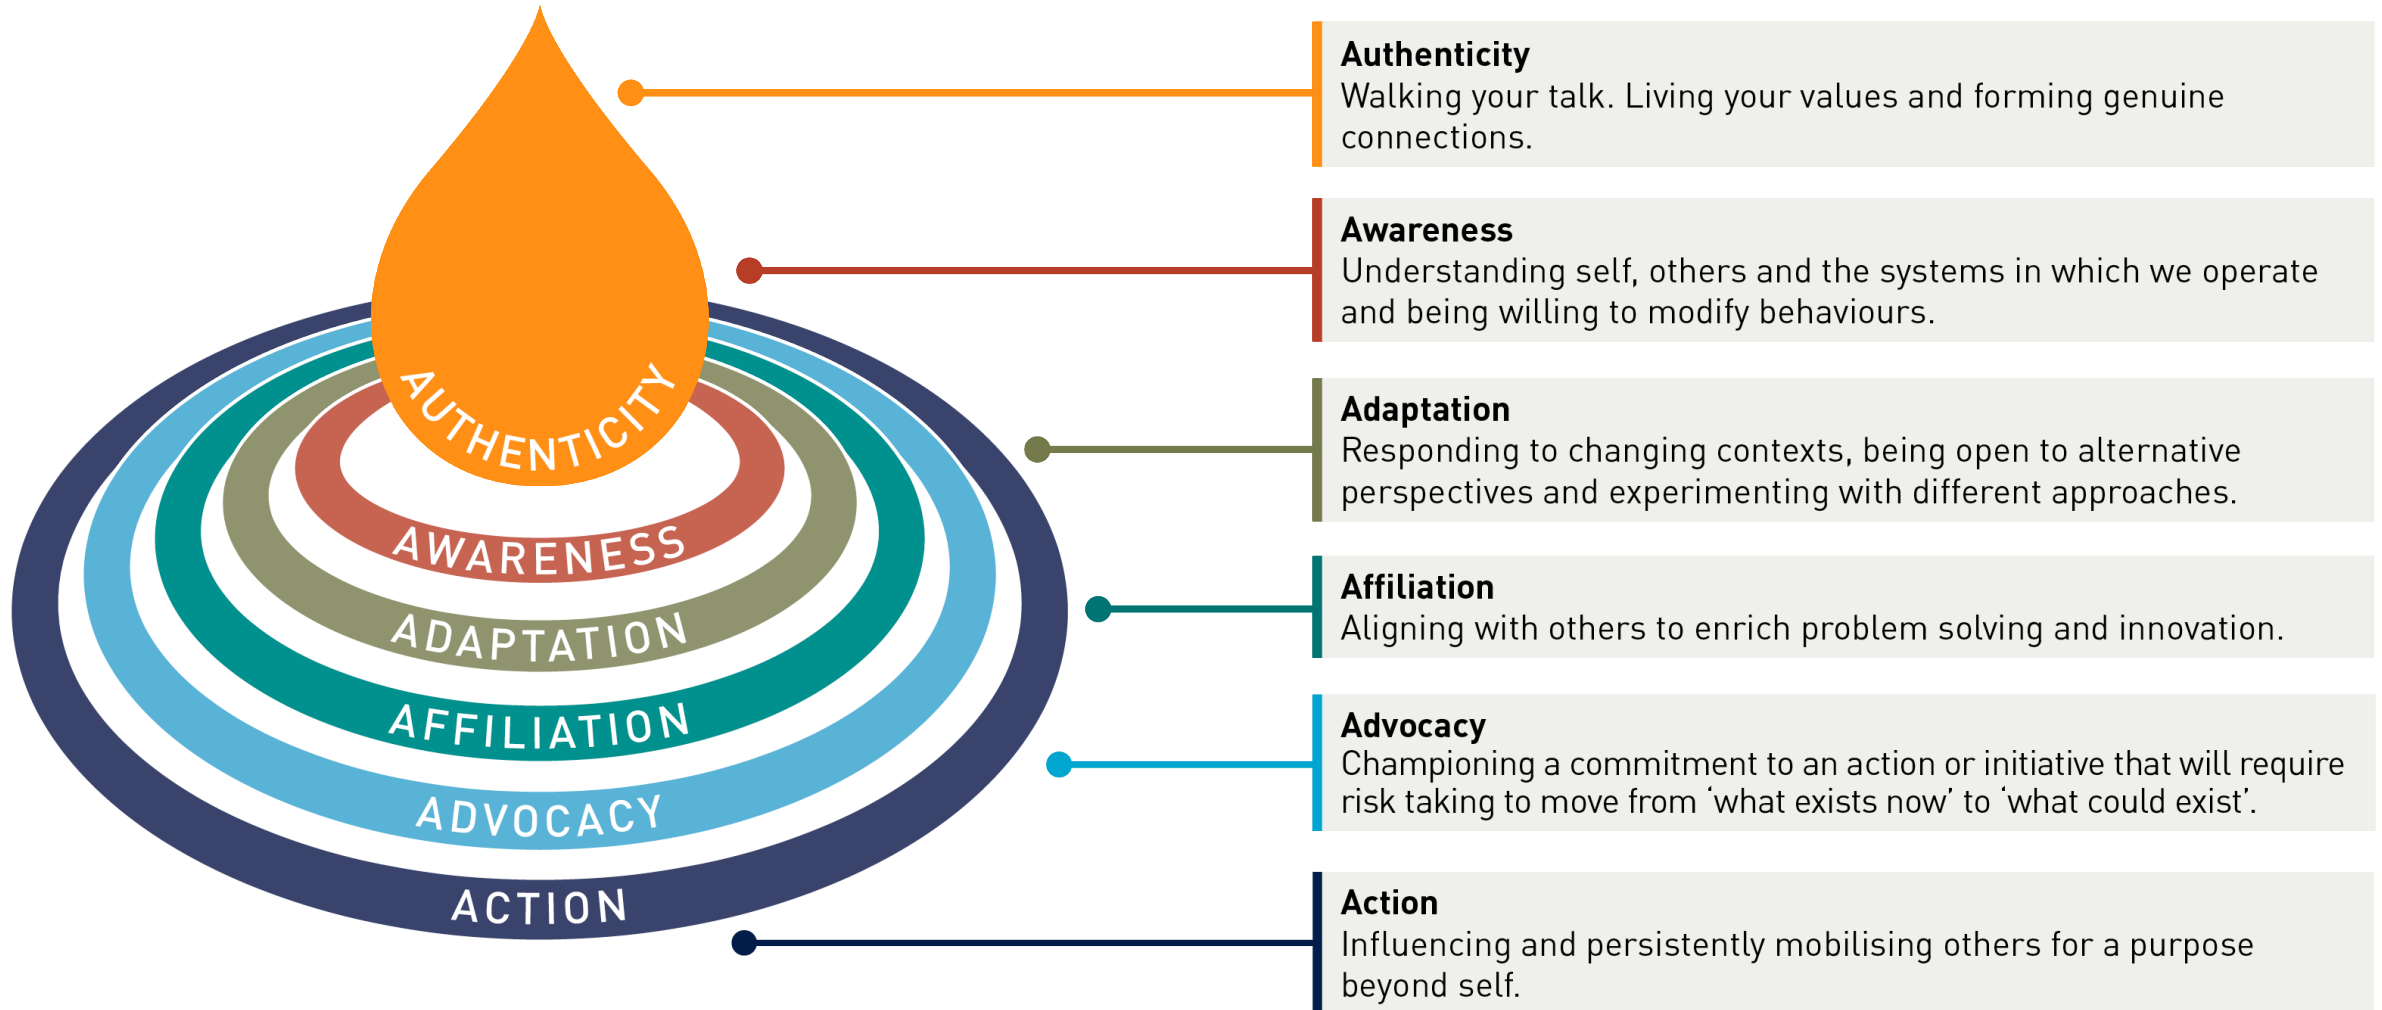 AUTHENTICITY
AWARENESS
ADAPTATION
AFFILIATION
ADVOCACY
ACTION
Authenticity
Walking your talk. Living your values and forming genuine
connections.
Awareness
Understanding self, others and the systems in which we operate
and being willing to modify behaviours.
Adaptation
Responding to changing contexts, being open to alternative
perspectives and experimenting with different approaches.
Affiliation
Aligning with others to enrich problem solving and innovation.
Advocacy
Championing a commitment to an action or initiative that will require
risk taking to move from ‘what exists now’ to ‘what could exist’.
Action
Influencing and persistently mobilising others for a purpose
beyond self.